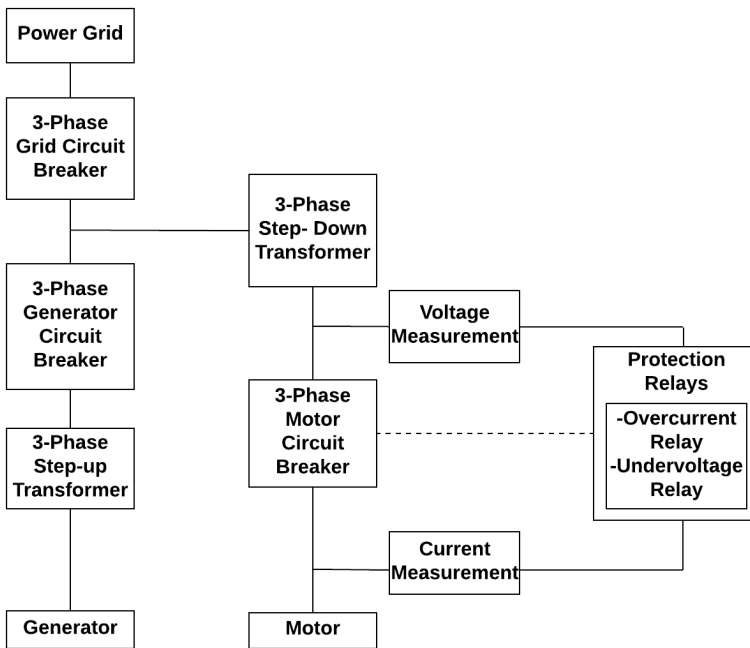 Power Grid
3-Phase
Grid Circuit
Breaker
3-Phase
Step- Down
Transformer
3-Phase
Generator
Circuit
Breaker
Voltage
Measurement
Protection
Relays
-Overcurrent
Relay
-Undervoltage
Relay
3-Phase
Motor
Circuit
Breaker
3-Phase
Step-up
Transformer
Current
Measurement
Generator
Motor